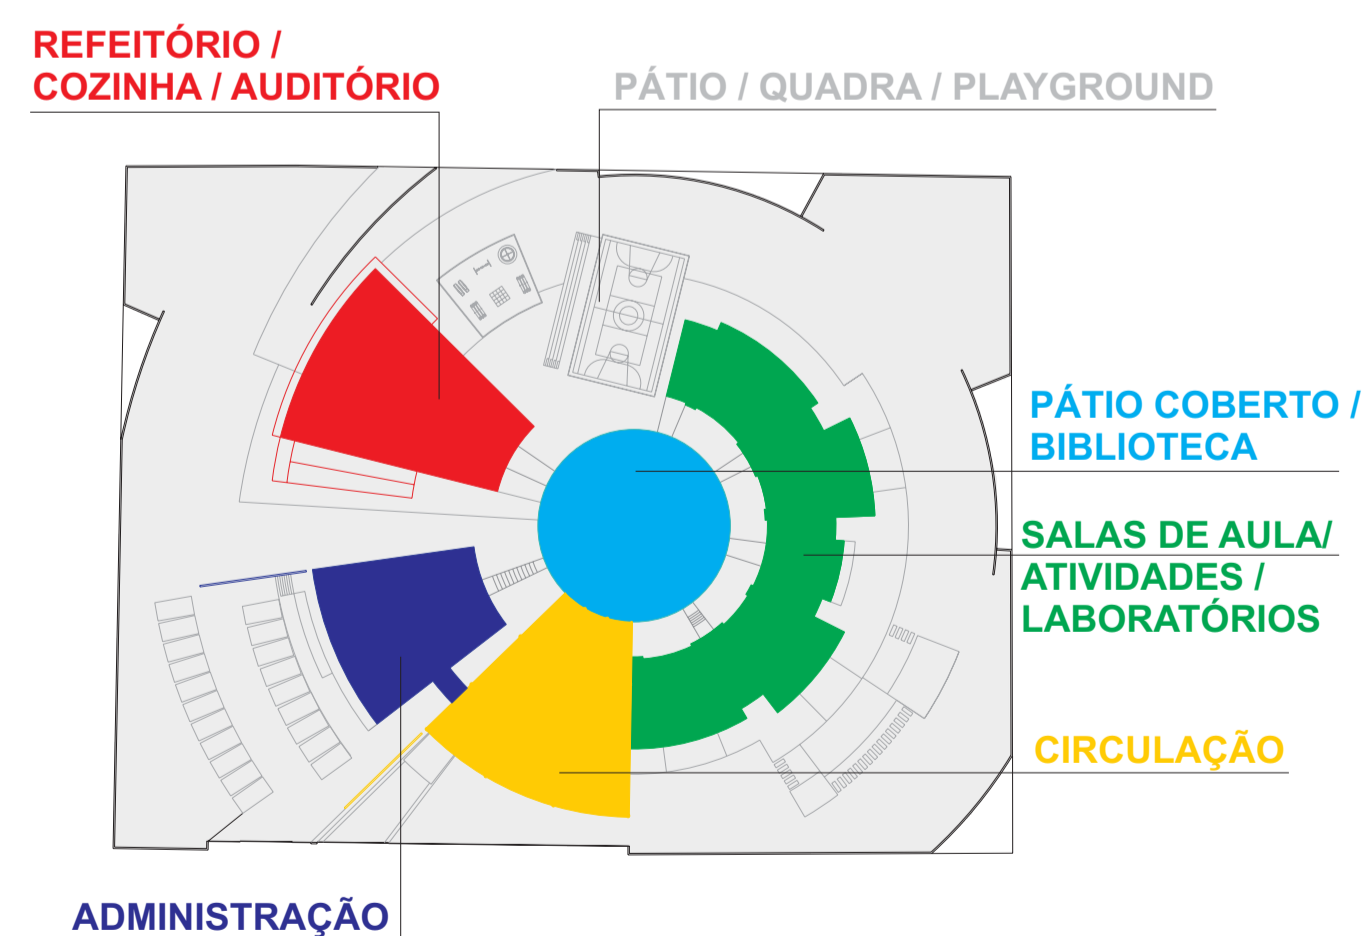 REFEITÓRIO /
COZINHA / AUDITÓRIO
PÁTIO / QUADRA / PLAYGROUND
PÁTIO COBERTO /
BIBLIOTECA
SALAS DE AULA/
ATIVIDADES /
LABORATÓRIOS
CIRCULAÇÃO
ADMINISTRAÇÃO